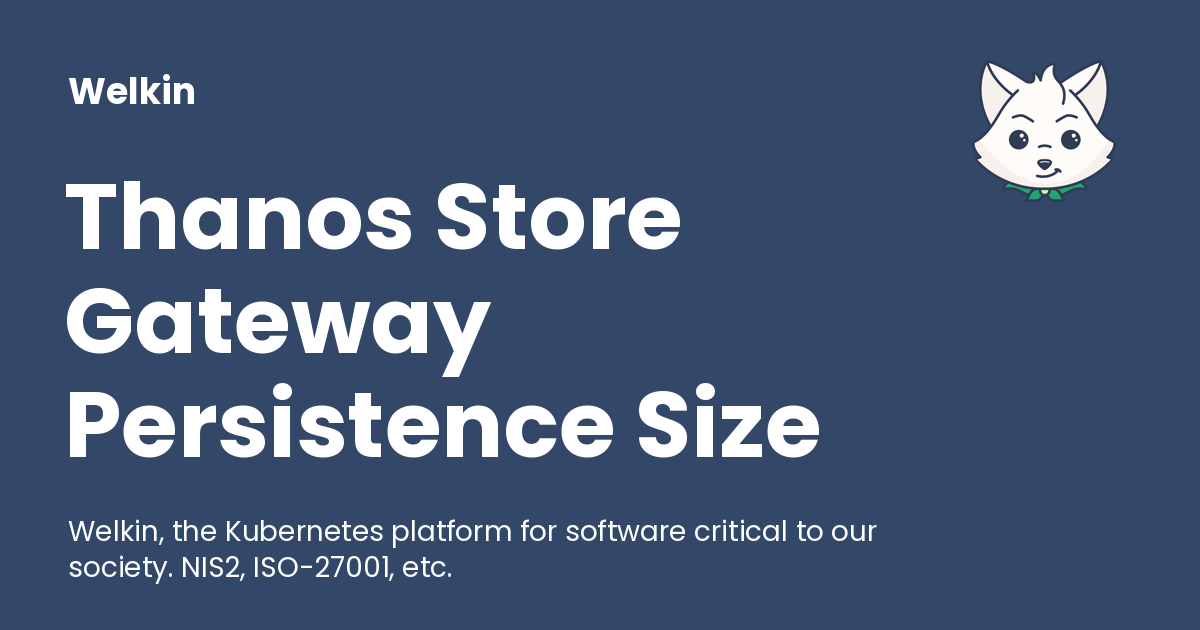 Welkin
Thanos Store
Gateway
Persistence Size
Welkin, the Kubernetes platform for software critical to our
society. NIS2, ISO-27001, etc.